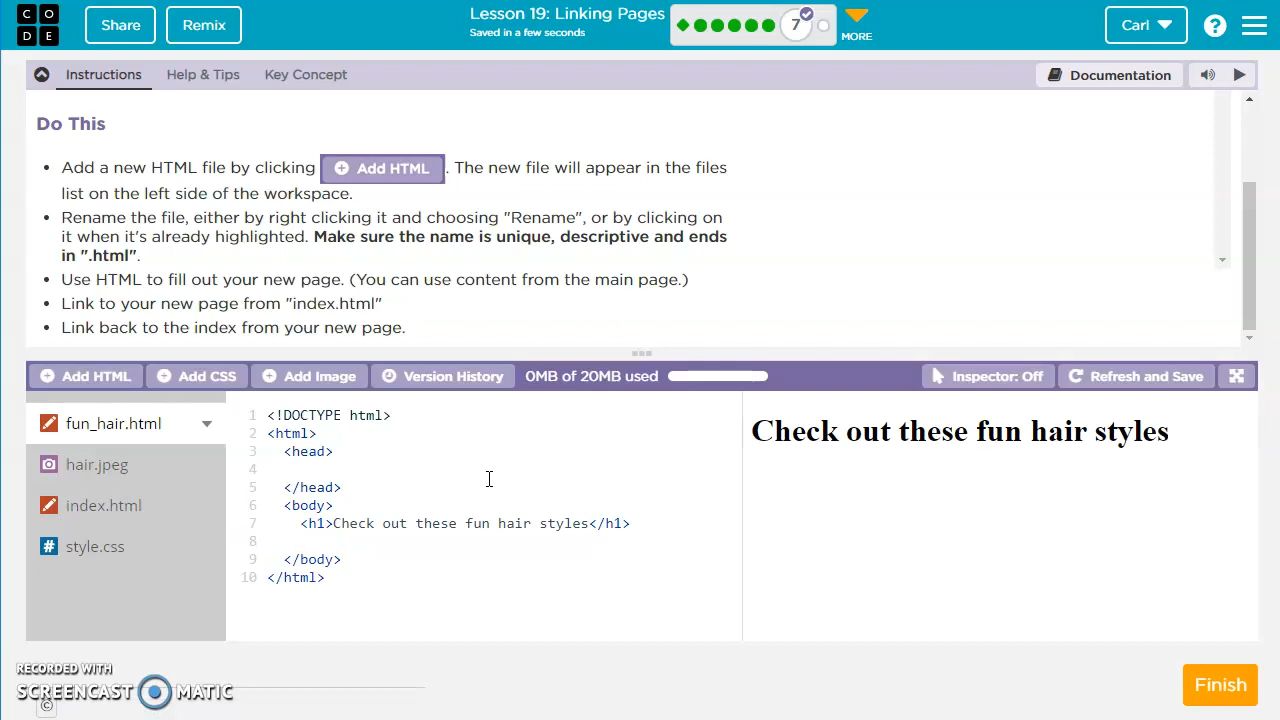 CO
DE
Share
Remix
Lesson 19: Linking Pages
Saved in a few seconds
7
MORE
Carl
?
Instructions
Help & Tips
Key Concept
Documentation
Do This
• Add a new HTML file by clicking + Add HTML . The new file will appear in the files
list on the left side of the workspace.
• Rename the file, either by right clicking it and choosing "Rename", or by clicking on
it when it's already highlighted. Make sure the name is unique, descriptive and ends
in ".html".
• Use HTML to fill out your new page. (You can use content from the main page.)
• Link to your new page from "index.html"
• Link back to the index from your new page.
Add HTML
Add CSS
Add Image
Version History
0MB of 20MB used
Inspector: Off
Refresh and Save
fun_hair.html
hair.jpeg
index.html
# style.css
1 <!DOCTYPE html>
2 <html>
3 <head>
4
5 </head>
6 <body>
7 <h1>Check out these fun hair styles</h1>
8
9 </body>
10 </html>
Check out these fun hair styles
RECORDED WITH
SCREENCAST MATIC
©
Finish